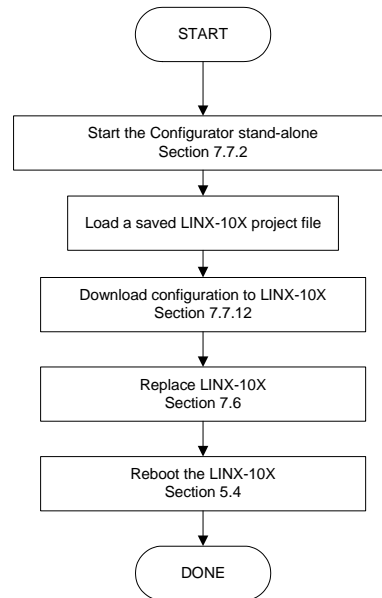 START
Start the Configurator stand-alone
Section 7.7.2
Load a saved LINX-10X project file
Download configuration to LINX-10X
Section 7.7.12
Replace LINX-10X
Section 7.6
Reboot the LINX-10X
Section 5.4
DONE